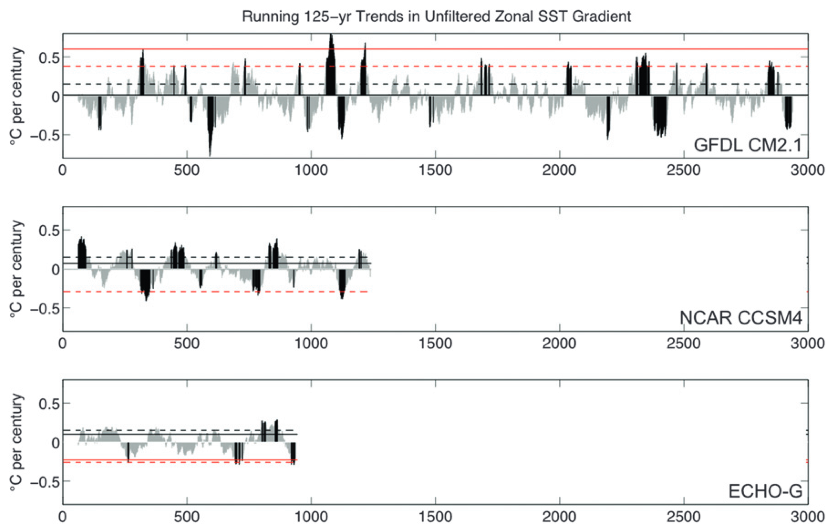 Running 125-yr Trends in Unfiltered Zonal SST Gradient
°C per century
0.5
0
−0.5
GFDL CM2.1
0 500 1000 1500 2000 2500 3000
°C per century
0.5
0
−0.5
NCAR CCSM4
0 500 1000 1500 2000 2500 3000
°C per century
0.5
0
−0.5
ECHO-G
0 500 1000 1500 2000 2500 3000